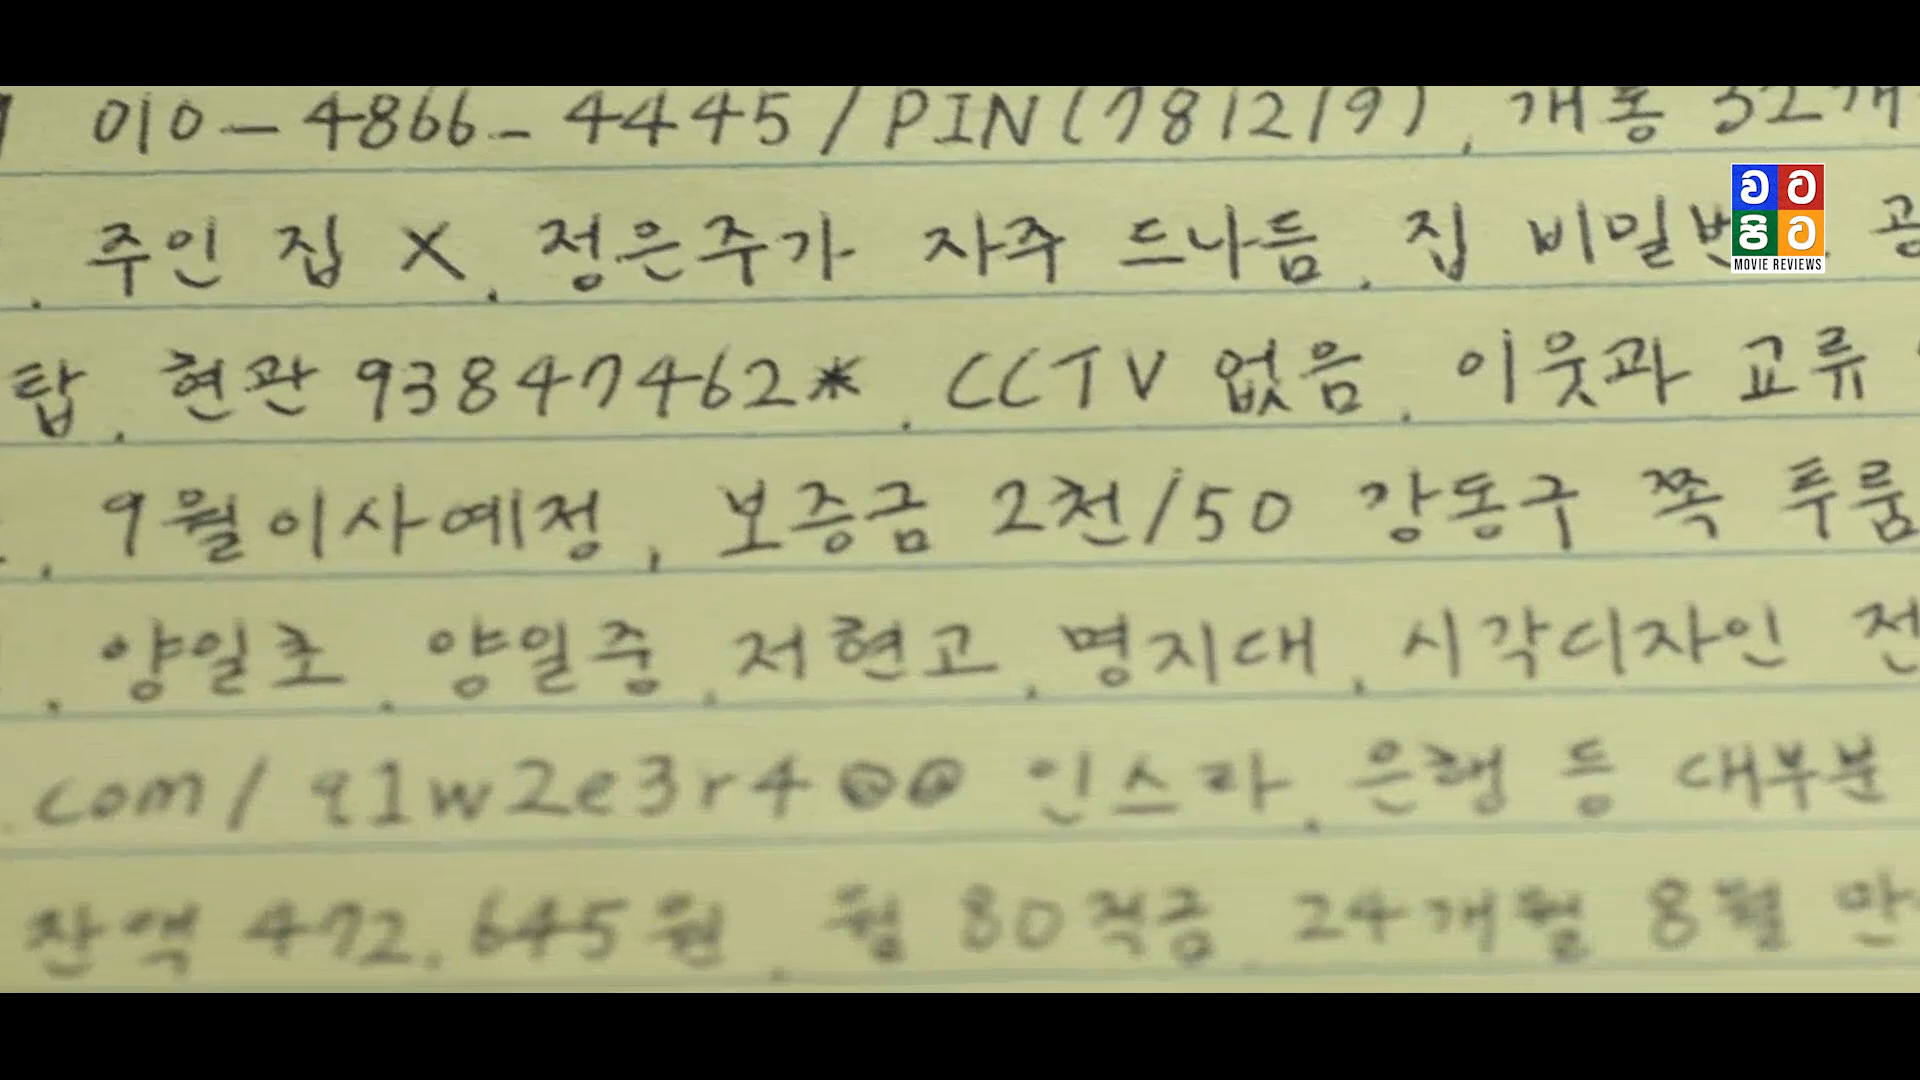 010-4866-4445 / PIN(781219). 개통 32개
. 주인 집 X. 정은주가 자주 드나듬. 집 비밀번
탑. 현관 93847462*. CCTV 없음. 이웃과 교류
. 9월이사예정, 보증금 2천/50 강동구 쪽 투룸
. 양일초. 양일중. 저현고. 명지대. 시각디자인 전
com / q1w2e3r4@@ 인스타. 은행 등 대부분
잔액 472.645원. 월 80적금. 24개월 8월 만
อ อ
อ
MOVIE REVIEWS